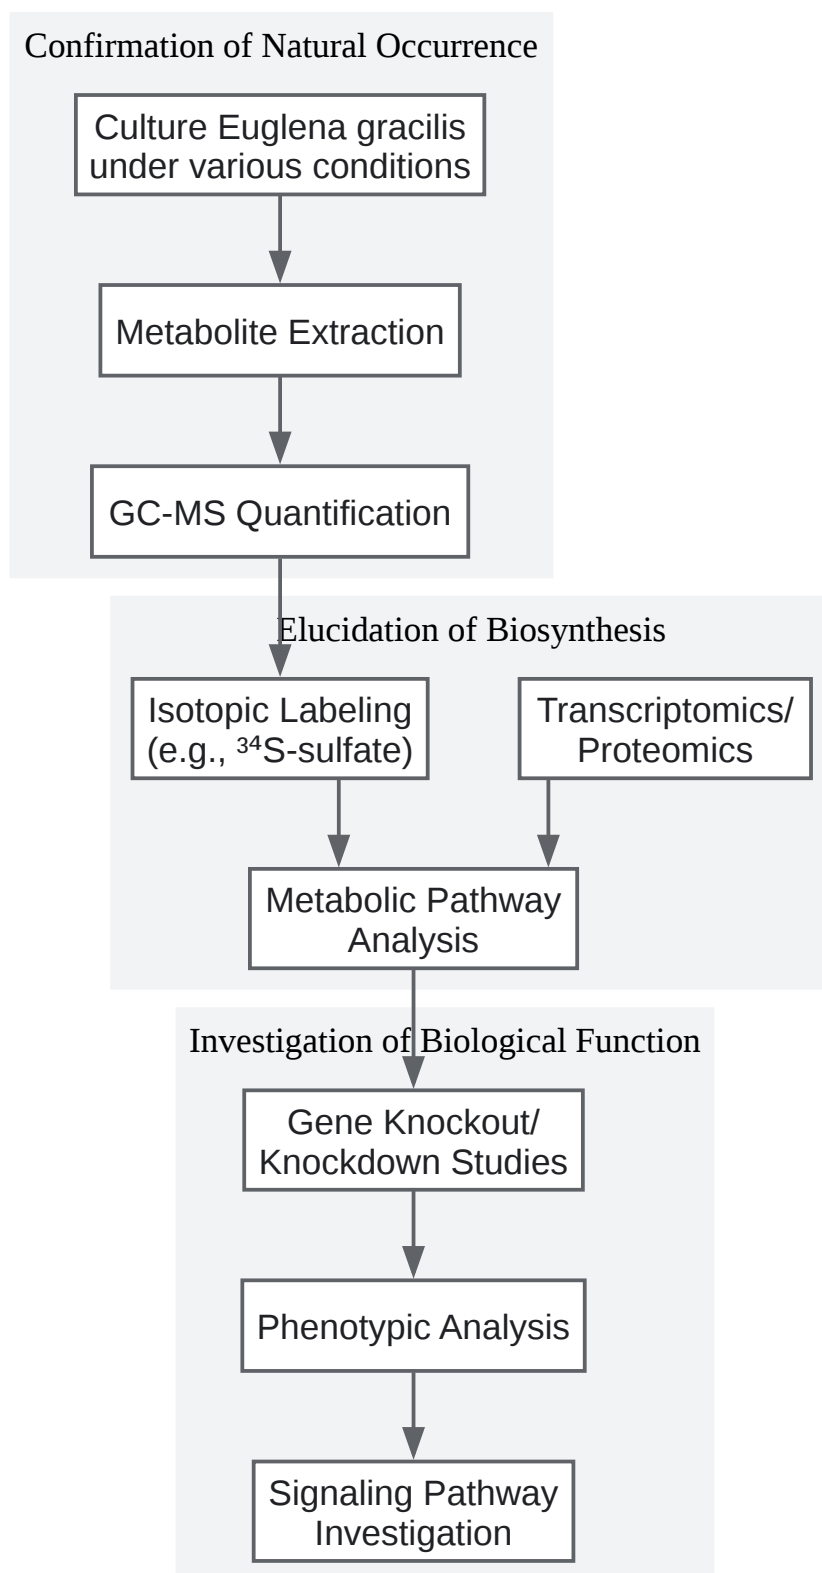 Confirmation of Natural Occurrence
Culture Euglena gracilis
under various conditions
Metabolite Extraction
GC-MS Quantification
Elucidation of Biosynthesis
Isotopic Labeling
(e.g., ³⁴S-sulfate)
Transcriptomics/
Proteomics
Metabolic Pathway
Analysis
Investigation of Biological Function
Gene Knockout/
Knockdown Studies
Phenotypic Analysis
Signaling Pathway
Investigation